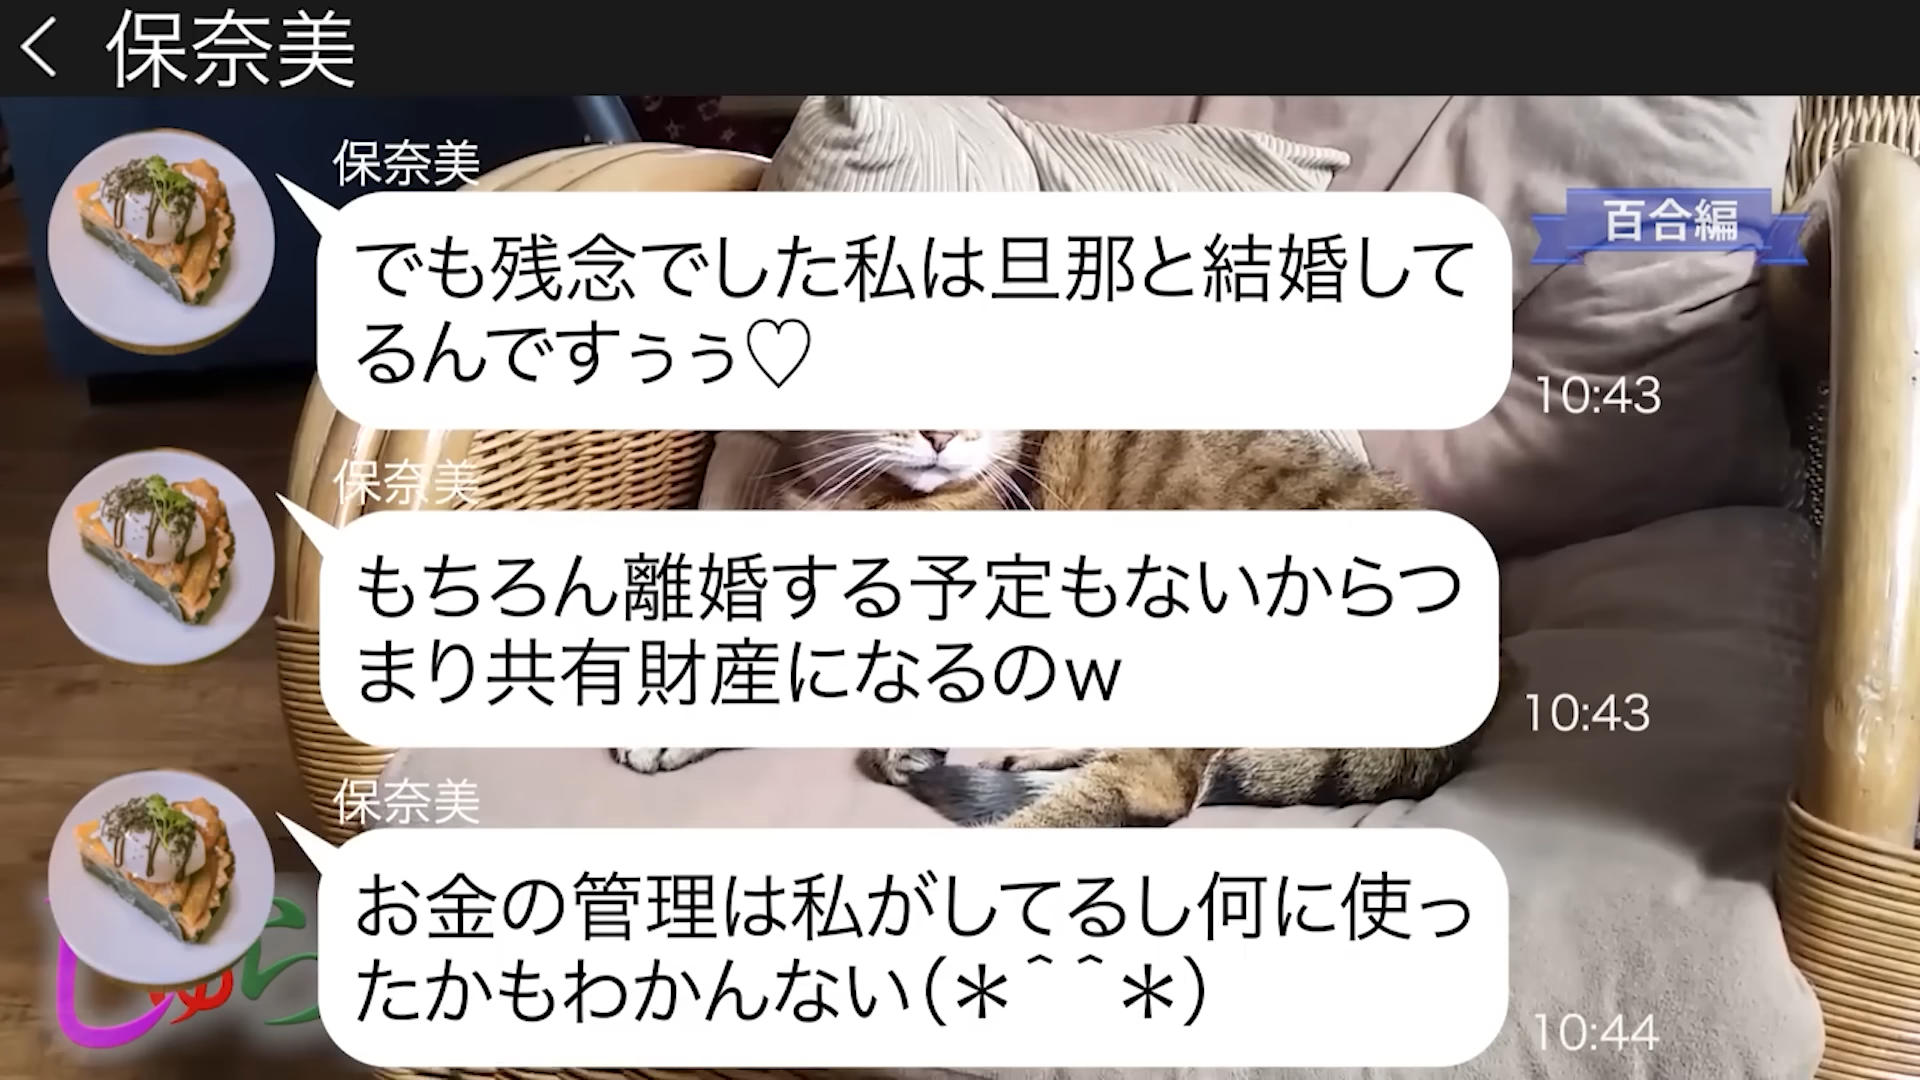 保奈美
保奈美
百合編
でも残念でした私は旦那と結婚して
るんですぅぅ♡
10:43
保奈美
もちろん離婚する予定もないからつ
まり共有財産になるのw
10:43
保奈美
お金の管理は私がしてるし何に使っ
たかもわかんない(＊＾＾＊)
10:44